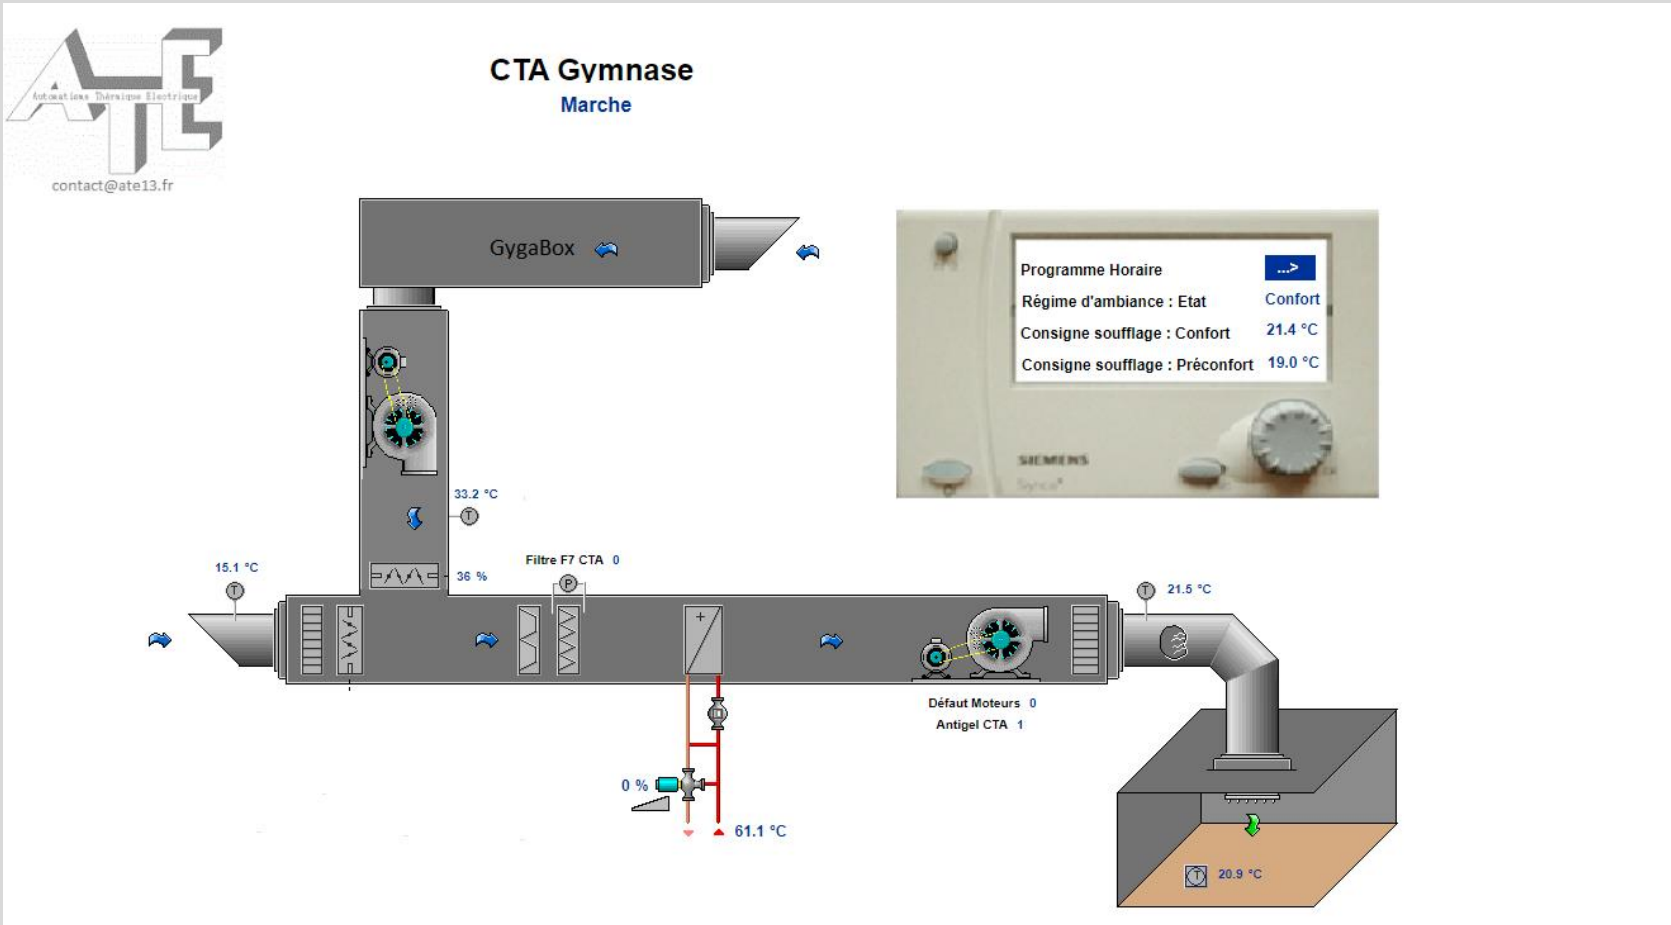 Automations Thérmique Electrique
ATE
contact@ate13.fr
CTA Gymnase
Marche
GygaBox
Programme Horaire ...>
Régime d'ambiance : Etat Confort
Consigne soufflage : Confort 21.4 °C
Consigne soufflage : Préconfort 19.0 °C
SIEMENS
33.2 °C
T
Filtre F7 CTA 0
15.1 °C
36 %
P
T
T
21.5 °C
+
Défaut Moteurs 0
Antigel CTA 1
0 %
61.1 °C
T
20.9 °C